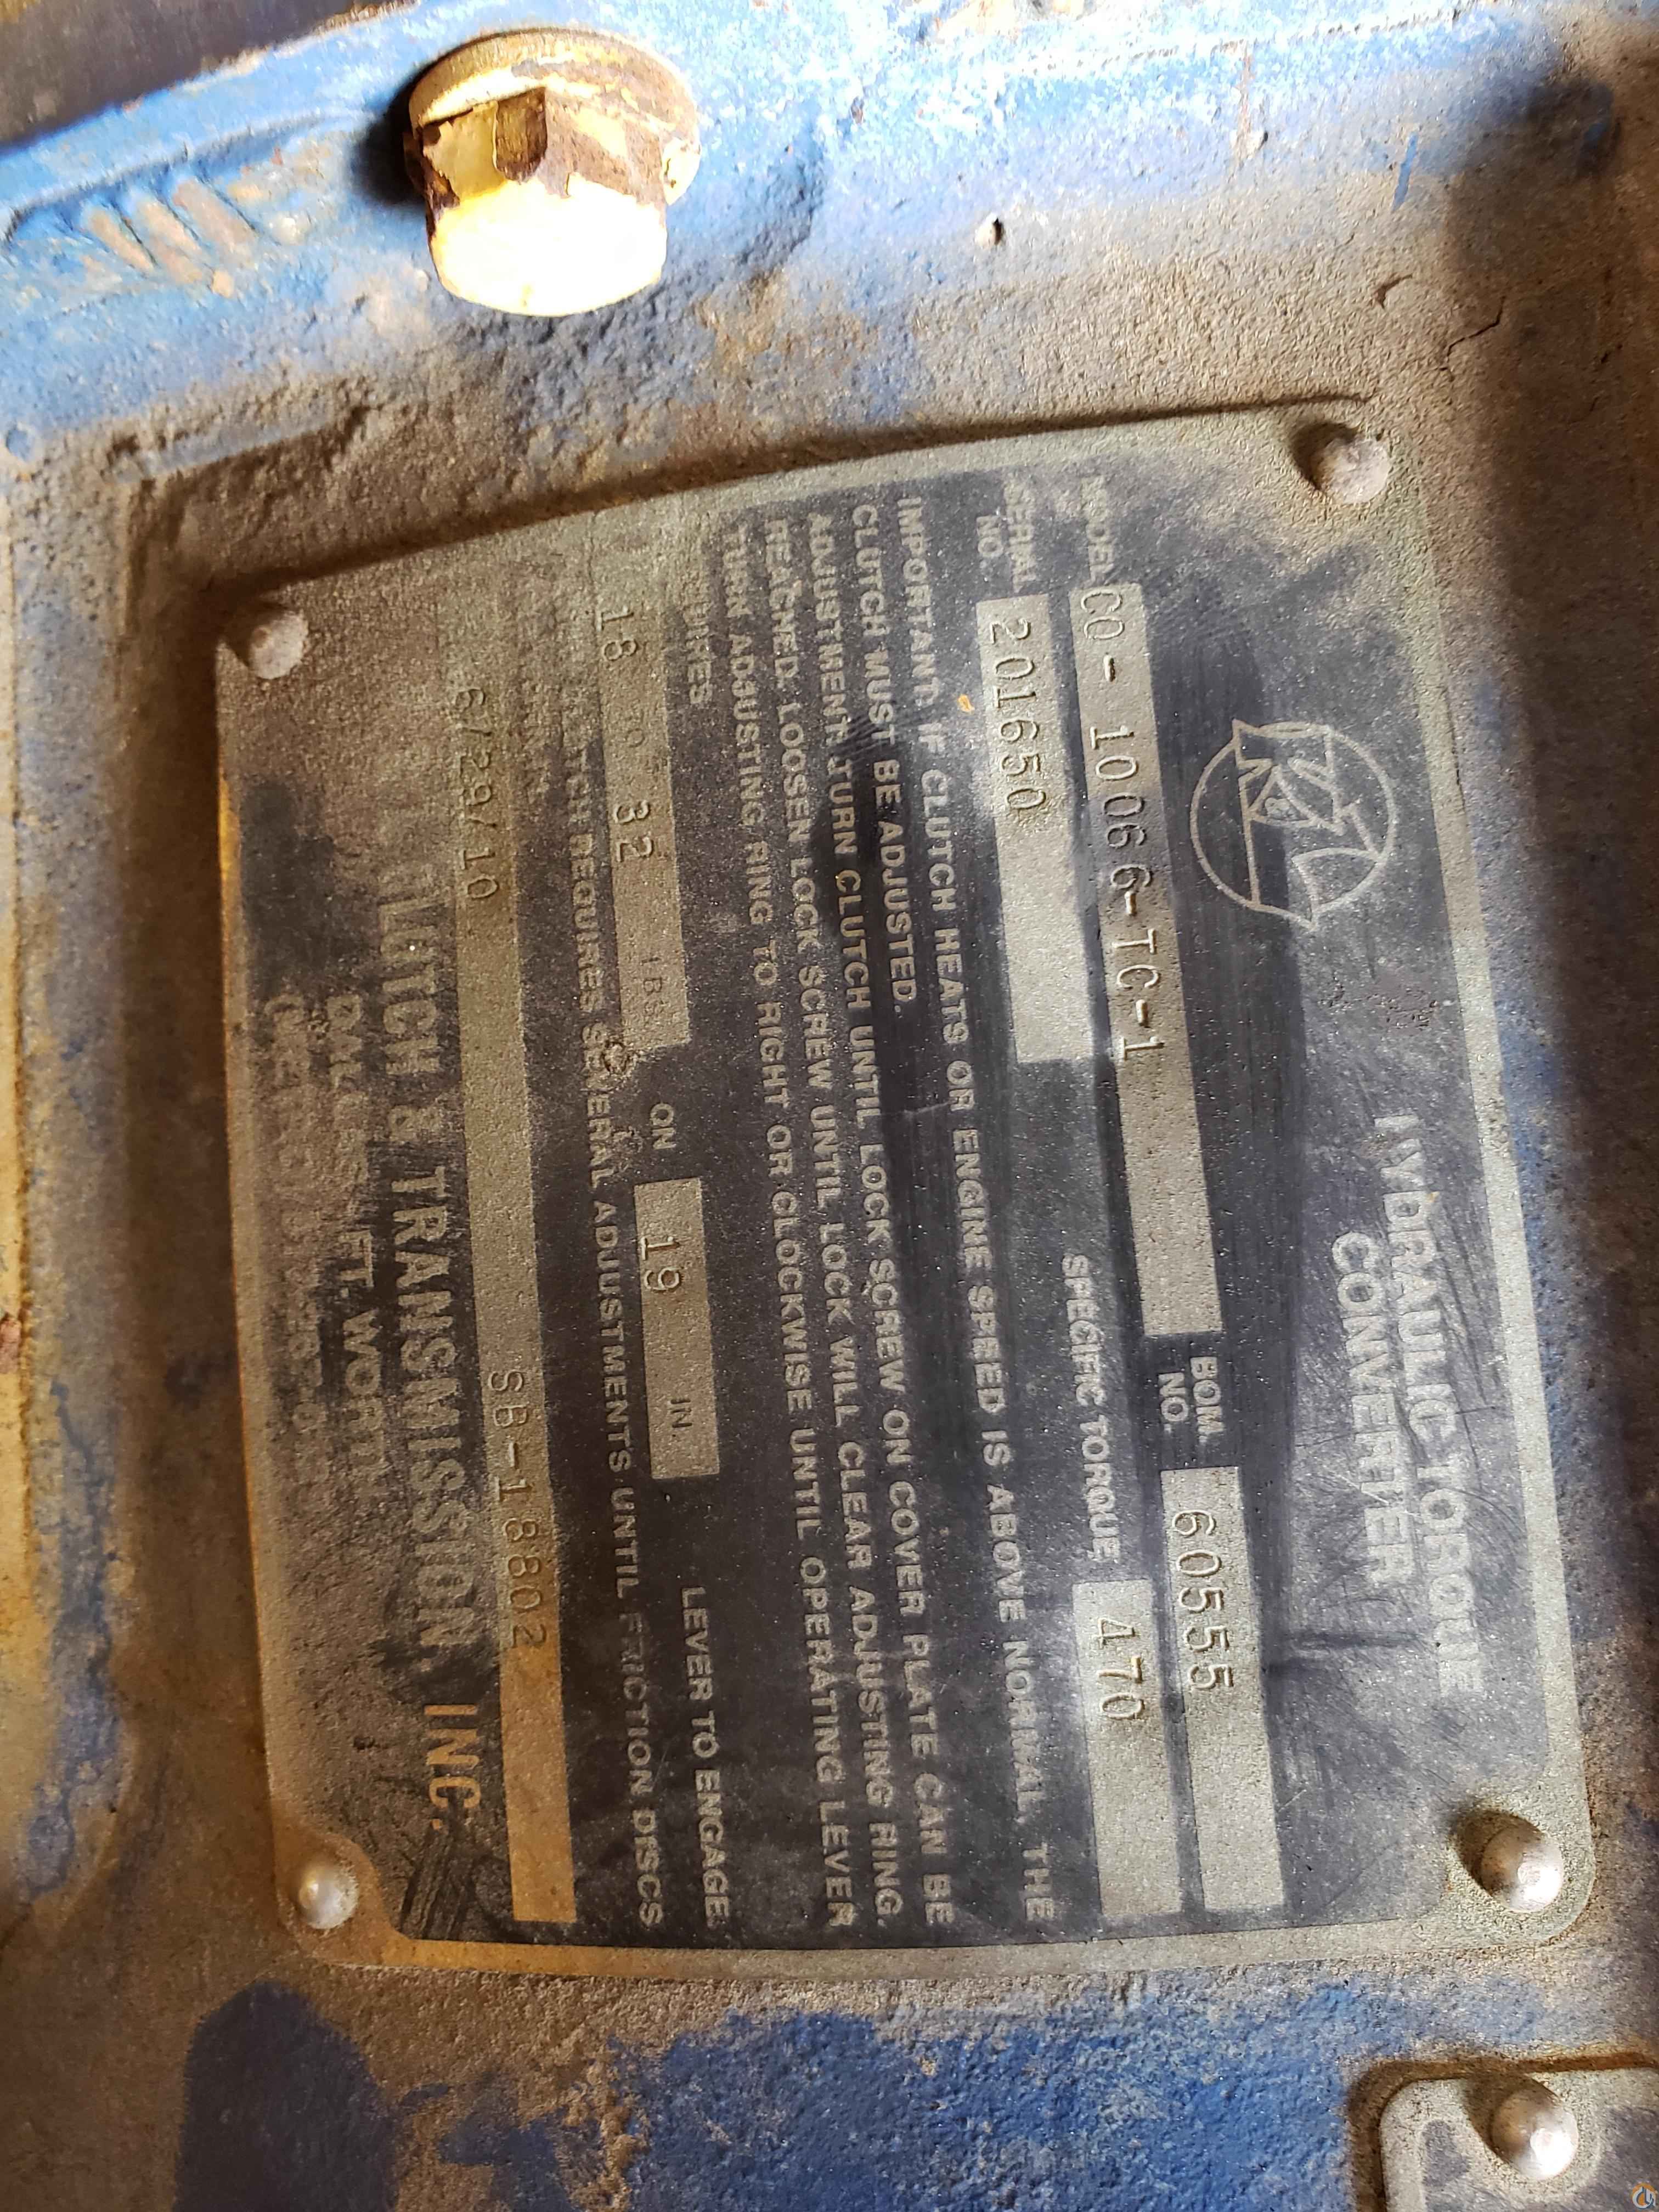 HYDRAULIC TORQUE
CONVERTER
MODEL CO-10066-TC-1 BOM. NO. 60555
SERIAL NO. 201650 SPECIFIC TORQUE 470
IMPORTANT: IF CLUTCH HEATS OR ENGINE SPEED IS ABOVE NORMAL, THE
CLUTCH MUST BE ADJUSTED.
ADJUSTMENT: TURN CLUTCH UNTIL LOCK SCREW ON COVER PLATE CAN BE
REACHED. LOOSEN LOCK SCREW UNTIL LOCK WILL CLEAR ADJUSTING RING.
TURN ADJUSTING RING TO RIGHT OR CLOCKWISE UNTIL OPERATING LEVER
18 TO 32 LBS. ON 19 IN. LEVER TO ENGAGE.
REQUIRES SEVERAL ADJUSTMENTS UNTIL FRICTION DISCS
6/29/10 SB-18802
CLUTCH & TRANSMISSION, INC.
FT. WORTH